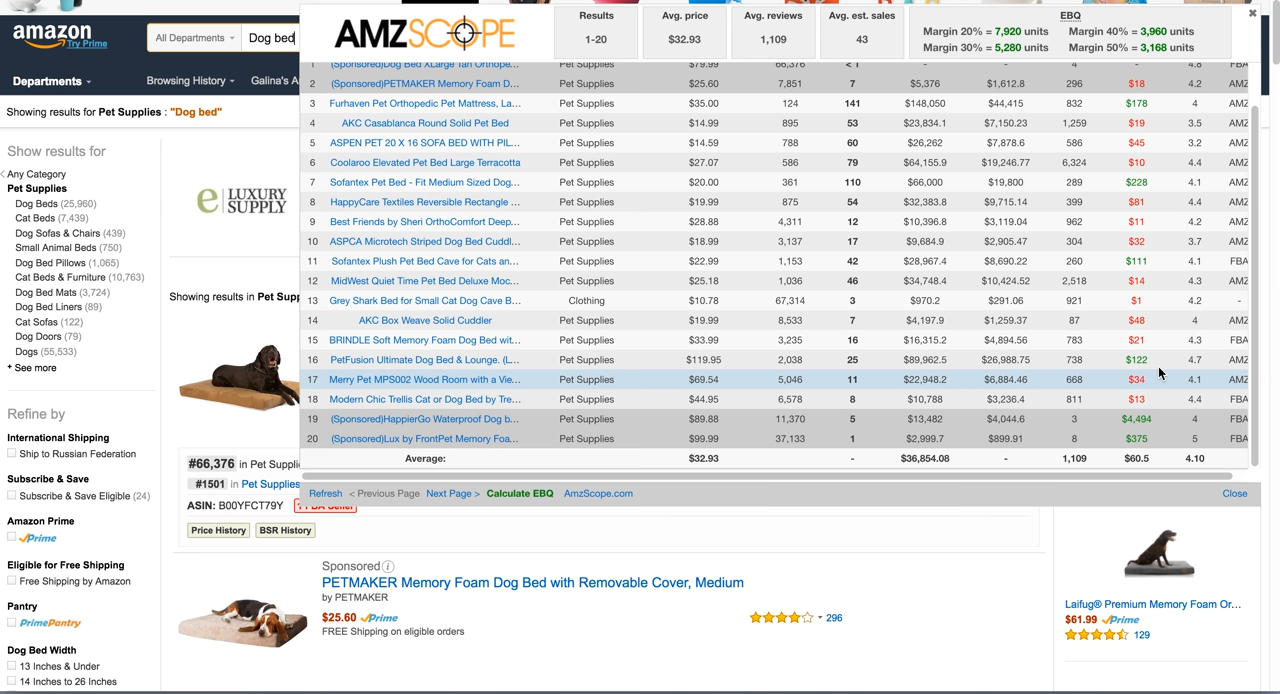 amazon
Try Prime
All Departments
Dog bed
Departments
Browsing History
Galina's A
Showing results for Pet Supplies : "Dog bed"
Show results for
Any Category
Pet Supplies
Dog Beds (25,960)
Cat Beds (7,439)
Dog Sofas & Chairs (439)
Small Animal Beds (750)
Dog Bed Pillows (1,065)
Cat Beds & Furniture (10,763)
Dog Bed Mats (3,724)
Dog Bed Liners (89)
Cat Sofas (122)
Dog Doors (79)
Dogs (55,533)
+ See more
Refine by
International Shipping
Ship to Russian Federation
Subscribe & Save
Subscribe & Save Eligible (24)
Amazon Prime
Prime
Eligible for Free Shipping
Free Shipping by Amazon
Pantry
PrimePantry
Dog Bed Width
13 Inches & Under
14 Inches to 26 Inches
e LUXURY
SUPPLY
Showing results in Pet Supp
AMZSCOPE
Results
1-20
Avg. price
$32.93
Avg. reviews
1,109
Avg. est. sales
43
EBQ
Margin 20% = 7,920 units Margin 40% = 3,960 units
Margin 30% = 5,280 units Margin 50% = 3,168 units
1 (Sponsored)Dog Bed XLarge Tan Orthope... Pet Supplies $79.99 66,376 < 1 - - 4 - 4.8 FBA
2 (Sponsored)PETMAKER Memory Foam D... Pet Supplies $25.60 7,851 7 $5,376 $1,612.8 296 $18 4.2 AMZ
3 Furhaven Pet Orthopedic Pet Mattress, La... Pet Supplies $35.00 124 141 $148,050 $44,415 832 $178 4 AMZ
4 AKC Casablanca Round Solid Pet Bed Pet Supplies $14.99 895 53 $23,834.1 $7,150.23 1,259 $19 3.5 AMZ
5 ASPEN PET 20 X 16 SOFA BED WITH PIL... Pet Supplies $14.59 788 60 $26,262 $7,878.6 586 $45 3.2 AMZ
6 Coolaroo Elevated Pet Bed Large Terracotta Pet Supplies $27.07 586 79 $64,155.9 $19,246.77 6,324 $10 4.4 AMZ
7 Sofantex Pet Bed - Fit Medium Sized Dog... Pet Supplies $20.00 361 110 $66,000 $19,800 289 $228 4.1 AMZ
8 HappyCare Textiles Reversible Rectangle ... Pet Supplies $19.99 875 54 $32,383.8 $9,715.14 399 $81 4.4 AMZ
9 Best Friends by Sheri OrthoComfort Deep... Pet Supplies $28.88 4,311 12 $10,396.8 $3,119.04 962 $11 4.2 AMZ
10 ASPCA Microtech Striped Dog Bed Cuddl... Pet Supplies $18.99 3,137 17 $9,684.9 $2,905.47 304 $32 3.7 AMZ
11 Sofantex Plush Pet Bed Cave for Cats an... Pet Supplies $22.99 1,153 42 $28,967.4 $8,690.22 260 $111 4.1 FBA
12 MidWest Quiet Time Pet Bed Deluxe Moc... Pet Supplies $25.18 1,036 46 $34,748.4 $10,424.52 2,518 $14 4.3 AMZ
13 Grey Shark Bed for Small Cat Dog Cave B... Clothing $10.78 67,314 3 $970.2 $291.06 921 $1 4.2 -
14 AKC Box Weave Solid Cuddler Pet Supplies $19.99 8,533 7 $4,197.9 $1,259.37 87 $48 4 AMZ
15 BRINDLE Soft Memory Foam Dog Bed wit... Pet Supplies $33.99 3,235 16 $16,315.2 $4,894.56 783 $21 4.3 FBA
16 PetFusion Ultimate Dog Bed & Lounge. (L... Pet Supplies $119.95 2,038 25 $89,962.5 $26,988.75 738 $122 4.7 AMZ
17 Merry Pet MPS002 Wood Room with a Vie... Pet Supplies $69.54 5,046 11 $22,948.2 $6,884.46 668 $34 4.1 AMZ
18 Modern Chic Trellis Cat or Dog Bed by Tre... Pet Supplies $44.95 6,578 8 $10,788 $3,236.4 811 $13 4.4 FBA
19 (Sponsored)HappierGo Waterproof Dog b... Pet Supplies $89.88 11,370 5 $13,482 $4,044.6 3 $4,494 4 FBA
20 (Sponsored)Lux by FrontPet Memory Foa... Pet Supplies $99.99 37,133 1 $2,999.7 $899.91 8 $375 5 FBA
Average: $32.93 - $36,854.08 - 1,109 $60.5 4.10
Refresh < Previous Page Next Page > Calculate EBQ AmzScope.com Close
#66,376 in Pet Supplie
#1501 in Pet Supplies
ASIN: B00YFCT79Y
Price History BSR History
Sponsored
PETMAKER Memory Foam Dog Bed with Removable Cover, Medium
by PETMAKER
$25.60 Prime
296
FREE Shipping on eligible orders
Laifug® Premium Memory Foam Or...
$61.99 Prime
129